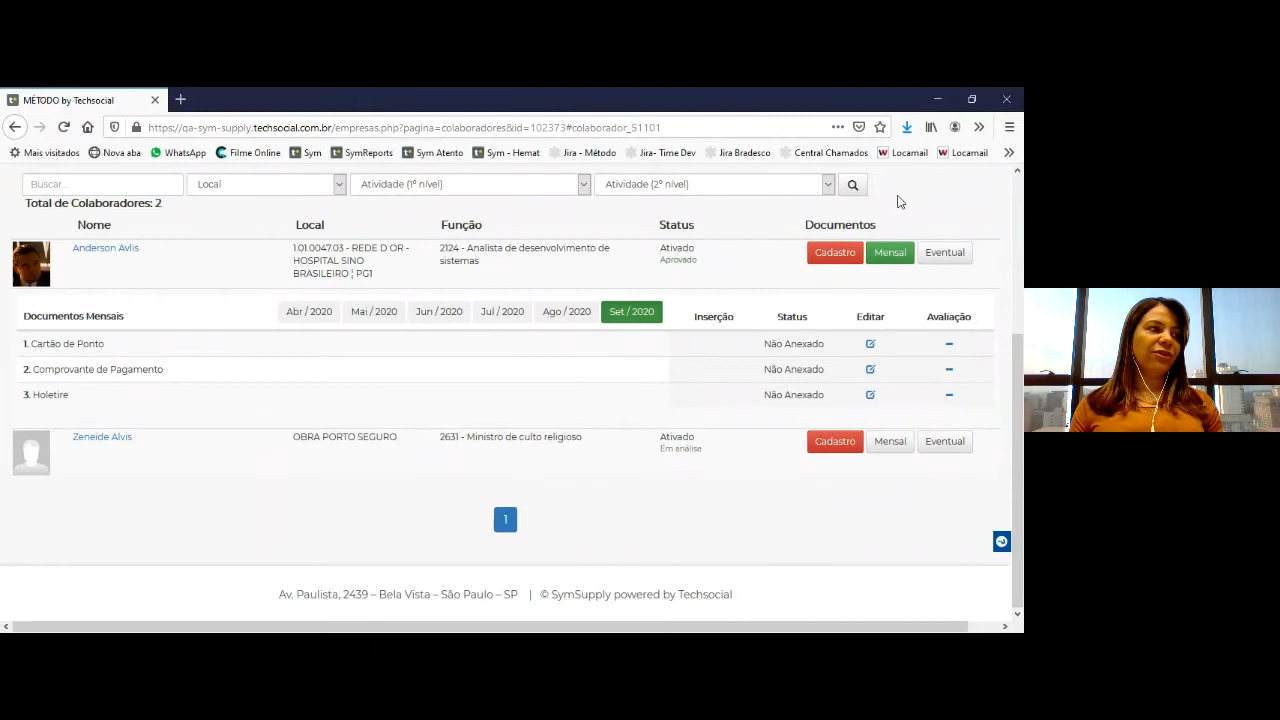 MÉTODO by Techsocial
https://qa-sym-supply.techsocial.com.br/empresas.php?pagina=colaboradores&id=102373#colaborador_51101
Mais visitados Nova aba WhatsApp Filme Online Sym SymReports Sym Atento Sym - Hemat Jira - Método Jira- Time Dev Jira Bradesco Central Chamados Locamail Locamail
Buscar... Local Atividade (1º nível) Atividade (2º nível)
Total de Colaboradores: 2
Nome Local Função Status Documentos
Anderson Avlis 1.01.0047.03 - REDE D OR - 2124 - Analista de desenvolvimento de Ativado Cadastro Mensal Eventual
HOSPITAL SINO sistemas Aprovado
BRASILEIRO ¦ PG1
Documentos Mensais Abr / 2020 Mai / 2020 Jun / 2020 Jul / 2020 Ago / 2020 Set / 2020 Inserção Status Editar Avaliação
1. Cartão de Ponto Não Anexado
2. Comprovante de Pagamento Não Anexado
3. Holetire Não Anexado
Zeneide Alvis OBRA PORTO SEGURO 2631 - Ministro de culto religioso Ativado Cadastro Mensal Eventual
Em análise
1
Av. Paulista, 2439 – Bela Vista – São Paulo – SP | © SymSupply powered by Techsocial